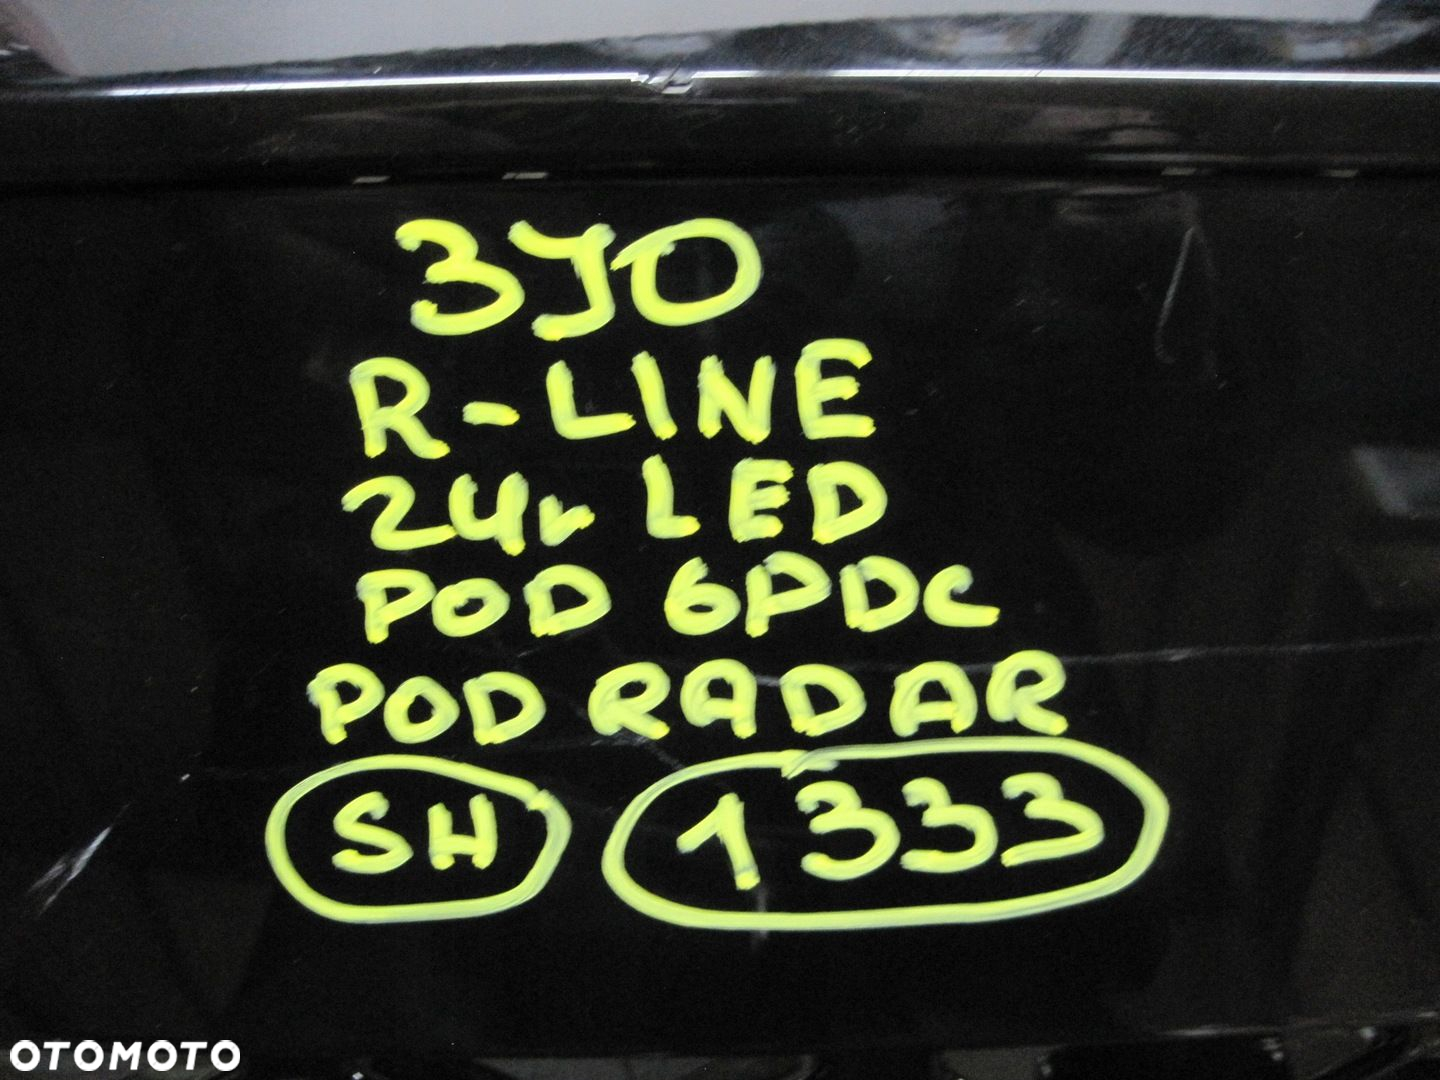 3J0
R-LINE
24r LED
POD 6PDC
POD RADAR
SH 1333
OTOMOTO